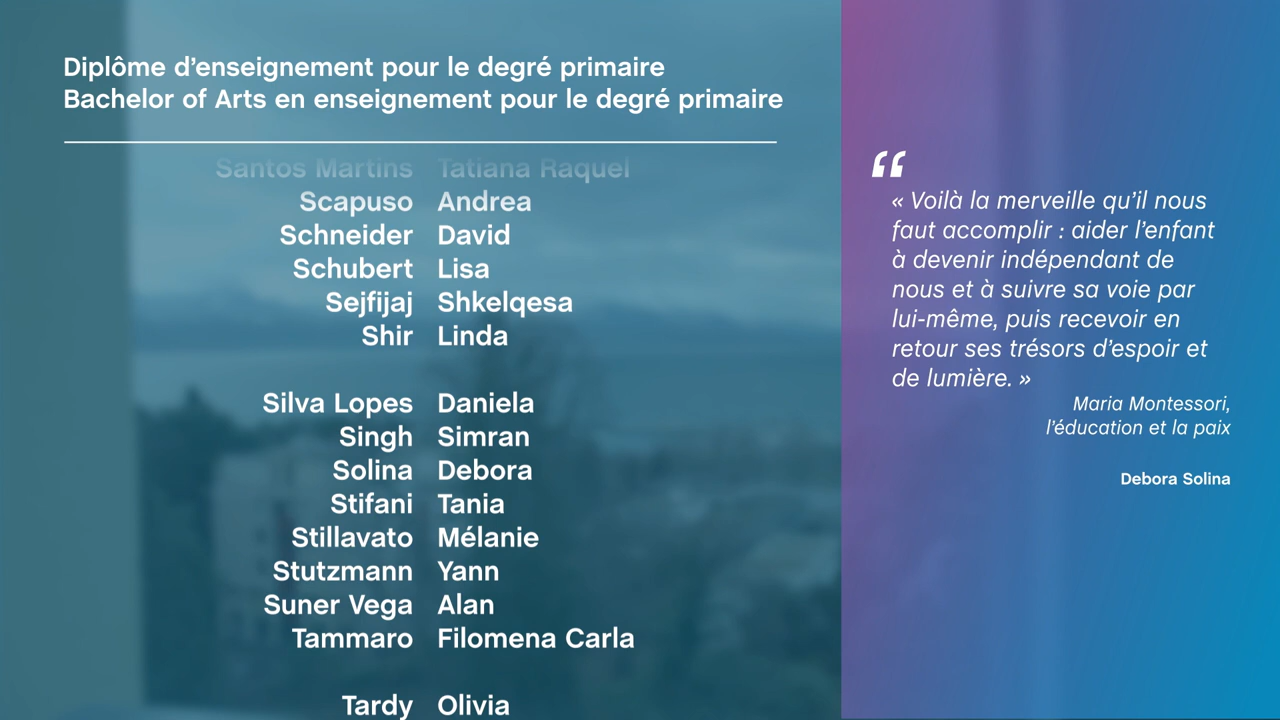 Diplôme d’enseignement pour le degré primaire
Bachelor of Arts en enseignement pour le degré primaire
Santos Martins Tatiana Raquel
Scapuso Andrea
Schneider David
Schubert Lisa
Sejfijaj Shkelqesa
Shir Linda
Silva Lopes Daniela
Singh Simran
Solina Debora
Stifani Tania
Stillavato Mélanie
Stutzmann Yann
Suner Vega Alan
Tammaro Filomena Carla
Tardy Olivia
“
« Voilà la merveille qu’il nous
faut accomplir : aider l’enfant
à devenir indépendant de
nous et à suivre sa voie par
lui-même, puis recevoir en
retour ses trésors d’espoir et
de lumière. »
Maria Montessori,
l’éducation et la paix
Debora Solina